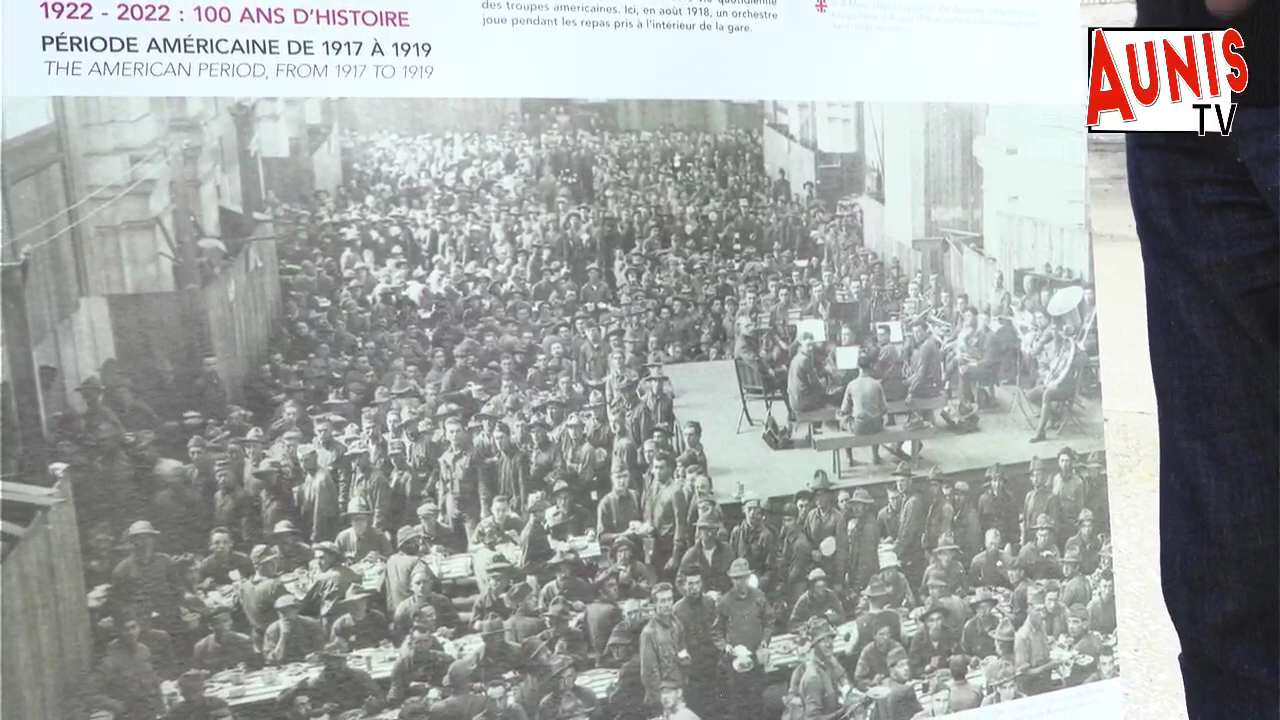 1922 - 2022 : 100 ANS D'HISTOIRE
PÉRIODE AMÉRICAINE DE 1917 À 1919
THE AMERICAN PERIOD, FROM 1917 TO 1919
quotidienne
des troupes américaines. Ici, en août 1918, un orchestre
joue pendant les repas pris à l'intérieur de la gare.
AUNIS
TV